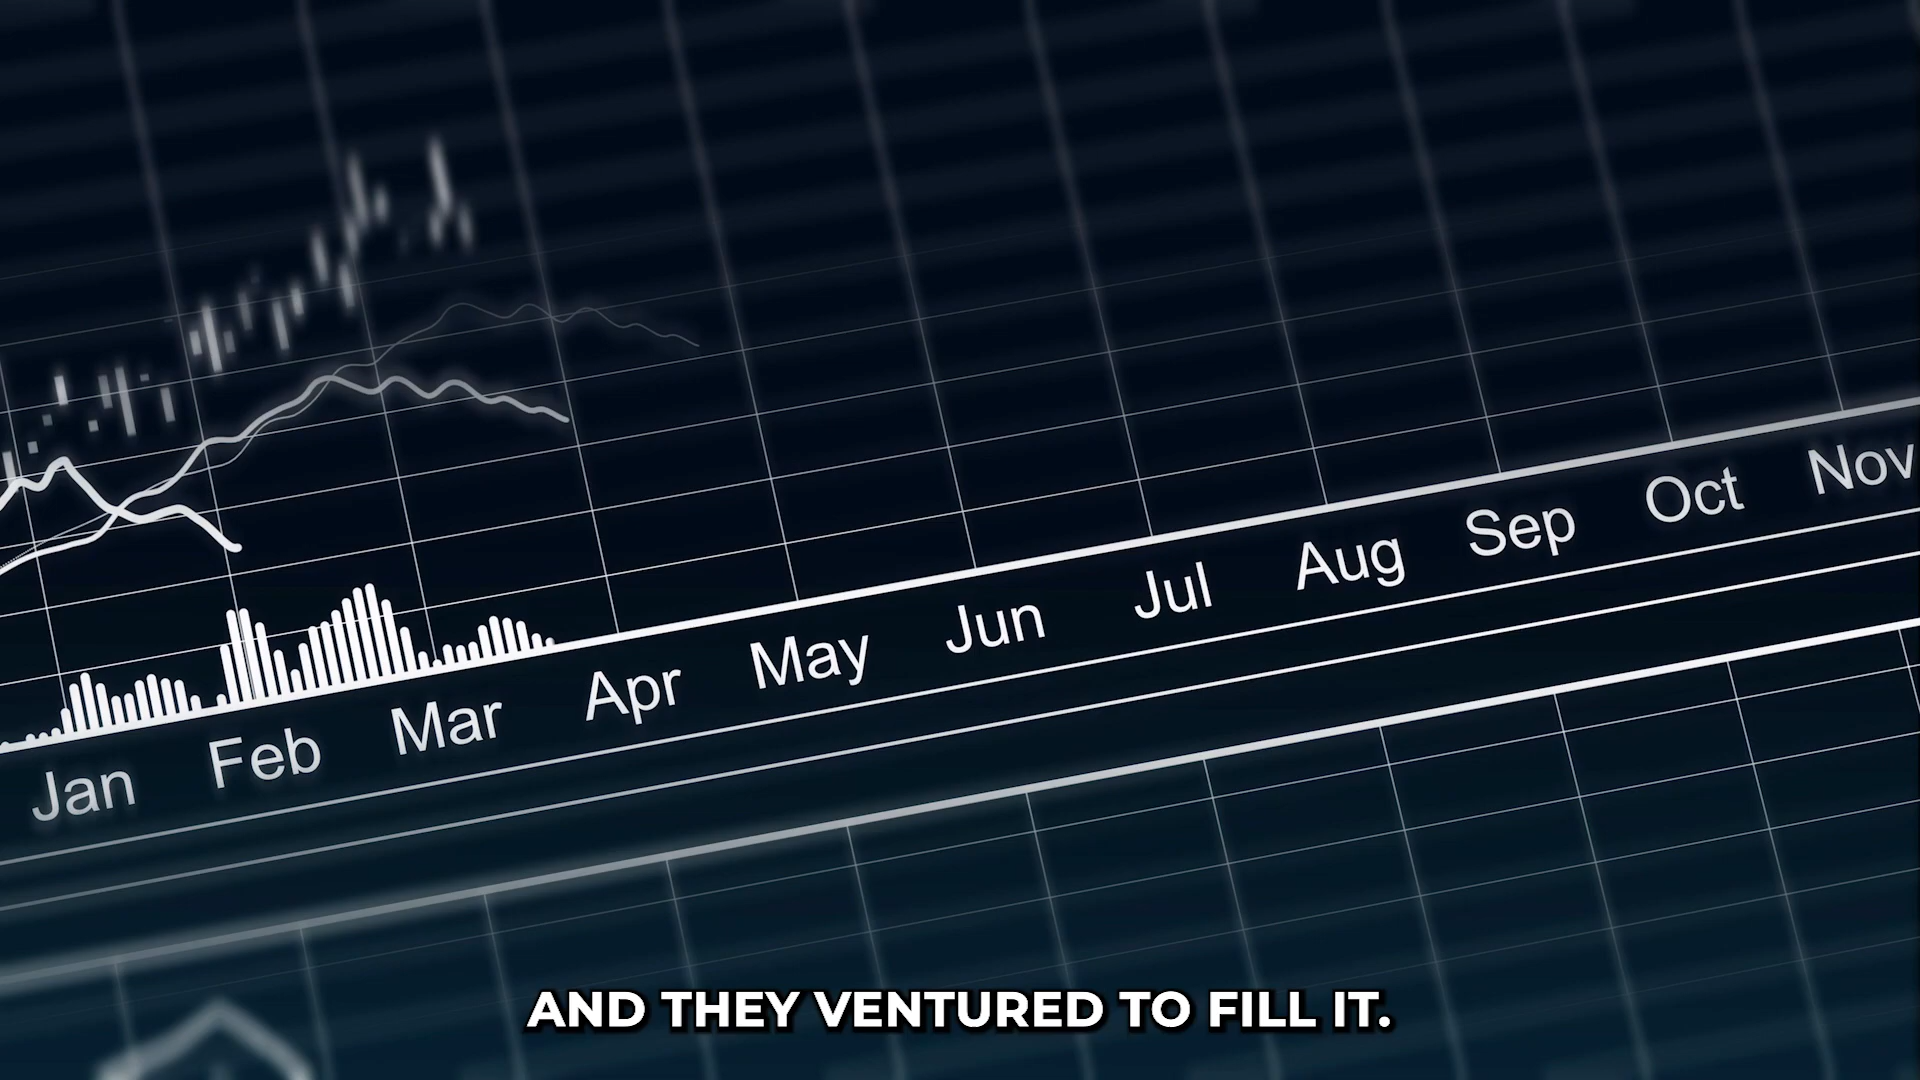 Jan Feb Mar Apr May Jun Jul Aug Sep Oct Nov
AND THEY VENTURED TO FILL IT.